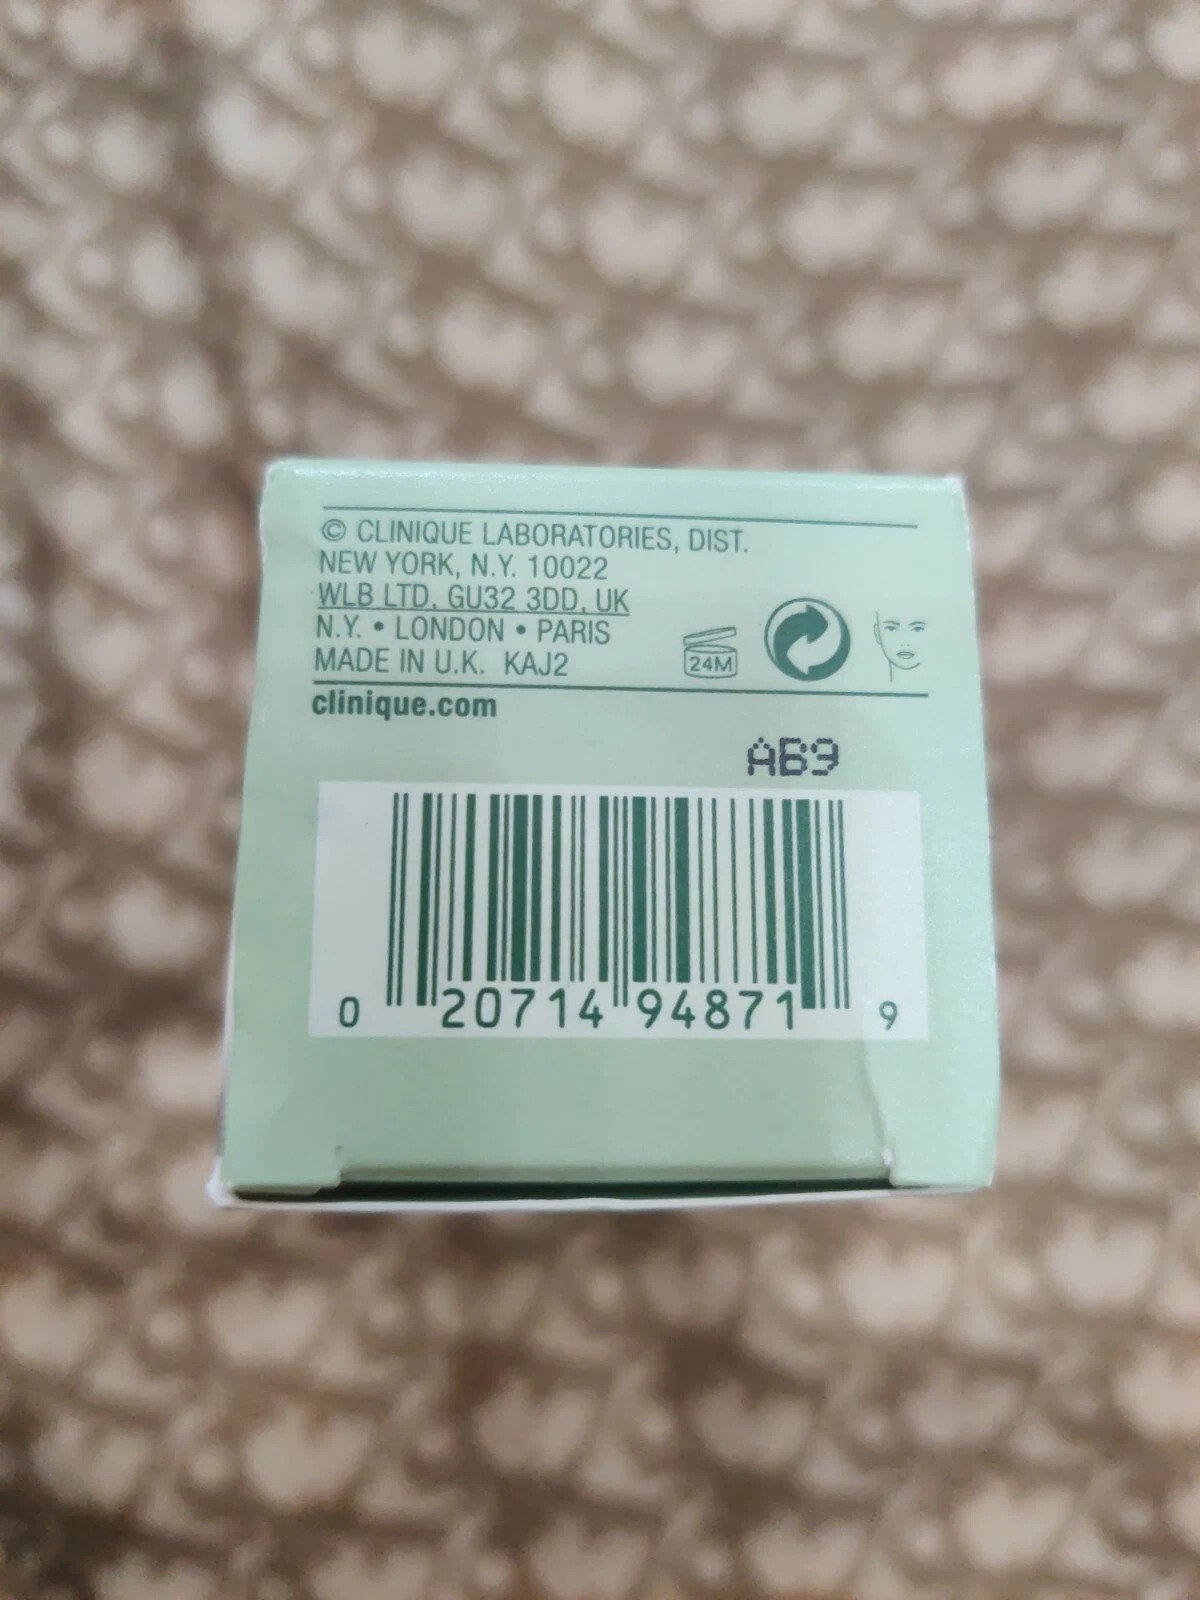 © CLINIQUE LABORATORIES, DIST.
NEW YORK, N.Y. 10022
WLB LTD, GU32 3DD, UK
N.Y. • LONDON • PARIS
MADE IN U.K. KAJ2
24M
clinique.com
AB9
0 20714 94871 9